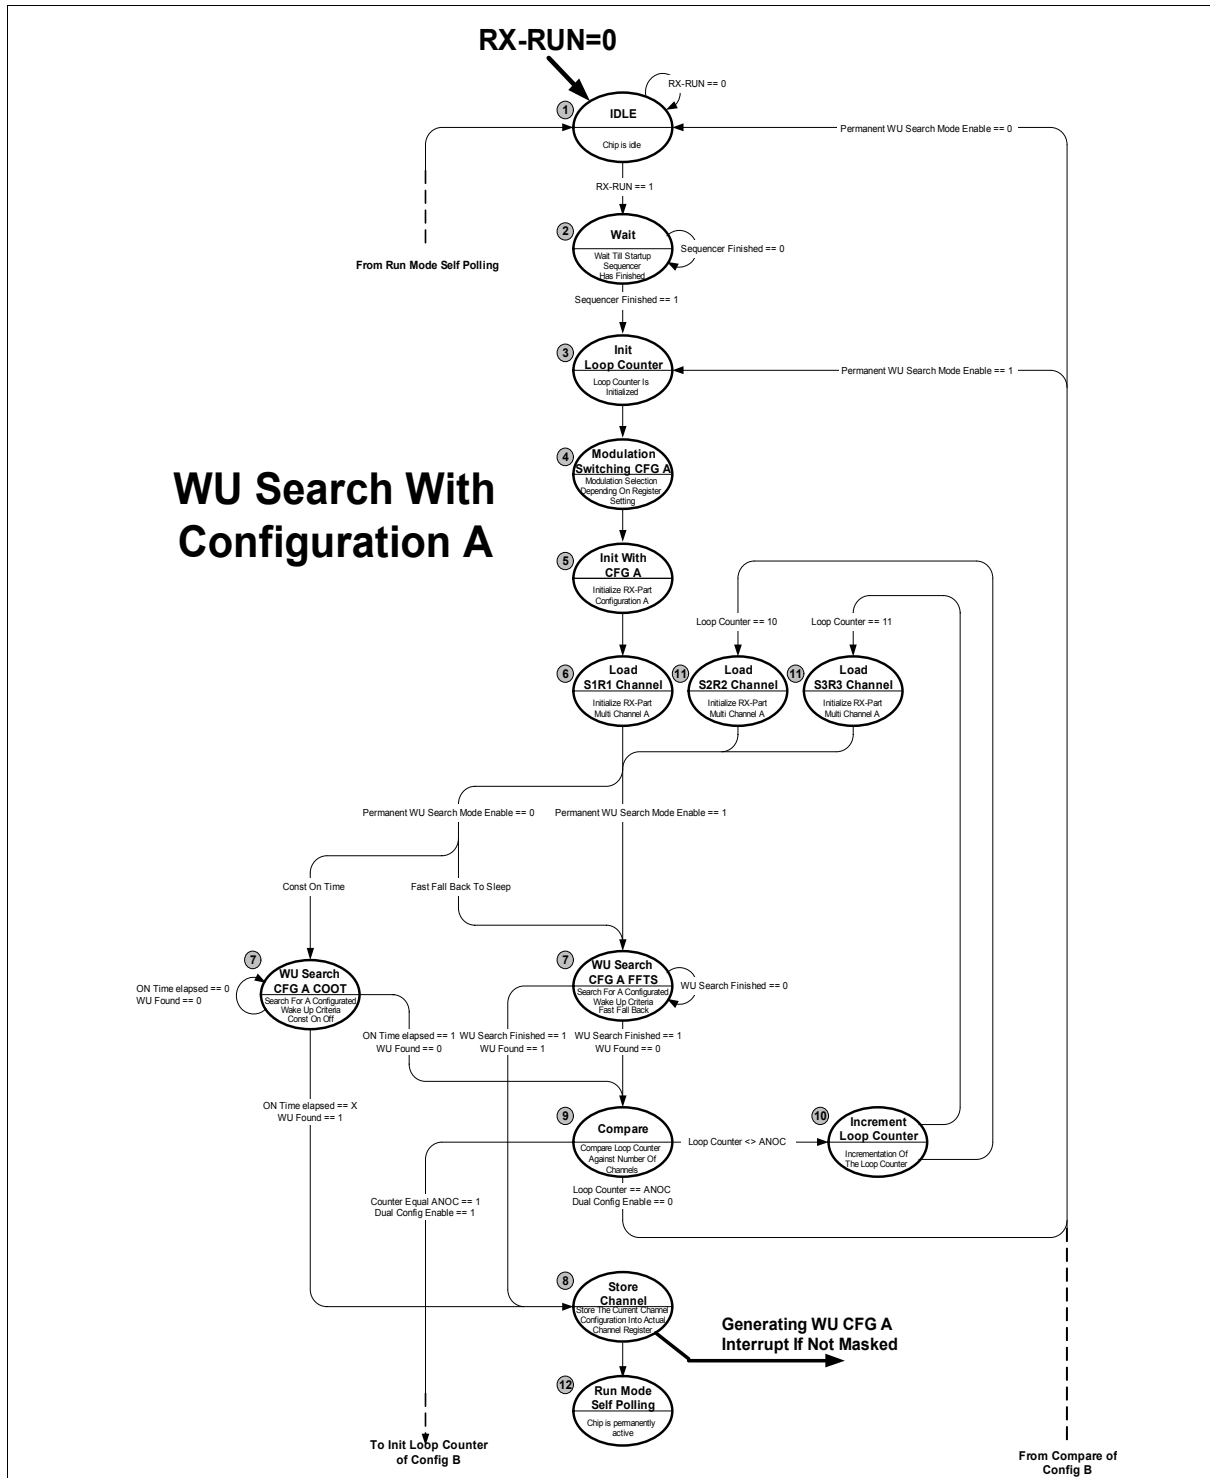 RX-RUN=0
RX-RUN == 0
1
IDLE
Chip is idle
Permanent WU Search Mode Enable == 0
RX-RUN == 1
2
Wait
Wait Till Startup
Sequencer
Has Finished
Sequencer Finished == 0
From Run Mode Self Polling
Sequencer Finished == 1
3
Init
Loop Counter
Loop Counter Is
Initialized
Permanent WU Search Mode Enable == 1
WU Search With
Configuration A
4
Modulation
Switching CFG A
Modulation Selection
Depending On Register
Setting
5
Init With
CFG A
Initialize RX-Part
Configuration A
Loop Counter == 10
Loop Counter == 11
6
Load
S1R1 Channel
Initialize RX-Part
Multi Channel A
11
Load
S2R2 Channel
Initialize RX-Part
Multi Channel A
11
Load
S3R3 Channel
Initialize RX-Part
Multi Channel A
Permanent WU Search Mode Enable == 0
Permanent WU Search Mode Enable == 1
Const On Time
Fast Fall Back To Sleep
7
WU Search
CFG A COOT
Search For A Configurated
Wake Up Criteria
Const On Off
ON Time elapsed == 0
WU Found == 0
7
WU Search
CFG A FFTS
Search For A Configurated
Wake Up Criteria
Fast Fall Back
WU Search Finished == 0
ON Time elapsed == 1
WU Found == 0
WU Search Finished == 1
WU Found == 1
WU Search Finished == 1
WU Found == 0
ON Time elapsed == X
WU Found == 1
9
Compare
Compare Loop Counter
Against Number Of
Channels
Loop Counter <> ANOC
10
Increment
Loop Counter
Incrementation Of
The Loop Counter
Counter Equal ANOC == 1
Dual Config Enable == 1
Loop Counter == ANOC
Dual Config Enable == 0
8
Store
Channel
Store The Current Channel
Configuration Into Actual
Channel Register
Generating WU CFG A
Interrupt If Not Masked
12
Run Mode
Self Polling
Chip is permanently
active
To Init Loop Counter
of Config B
From Compare of
Config B